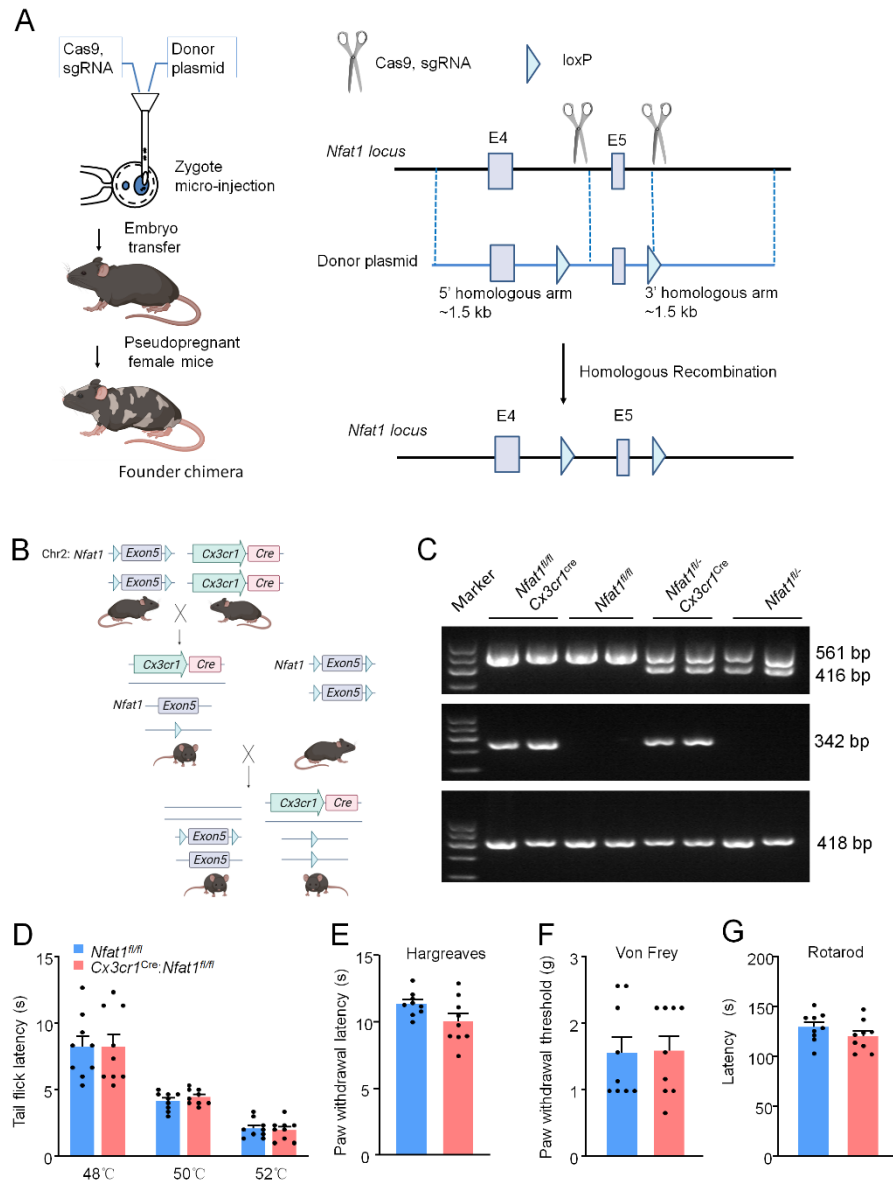 A
Cas9,
sgRNA
Donor
plasmid
Zygote
micro-injection
Embryo
transfer
Pseudopregnant
female mice
Founder chimera
Cas9, sgRNA
loxP
E4
E5
Nfat1 locus
Donor plasmid
5' homologous arm
~1.5 kb
3' homologous arm
~1.5 kb
Homologous Recombination
E4
E5
Nfat1 locus
B
Chr2: Nfat1 Exon5 Cx3cr1 Cre
Exon5 Cx3cr1 Cre
Cx3cr1 Cre
Nfat1 Exon5
Nfat1 Exon5
Exon5
Cx3cr1 Cre
Exon5
Exon5
C
Marker
Nfat1fl/fl
Cx3cr1cre
Nfat1fl/fl
Nfat1fl/-
Cx3cr1Cre
Nfat1fl/-
561 bp
416 bp
342 bp
418 bp
D
Nfat1fl/fl
Cx3cr1Cre:Nfat1fl/fl
Tail flick latency (s)
15
10
5
0
48℃ 50℃ 52℃
E
Hargreaves
Paw withdrawal latency (s)
15
10
5
0
F
Von Frey
Paw withdrawal threshold (g)
3
2
1
0
G
Rotarod
Latency (s)
200
150
100
50
0